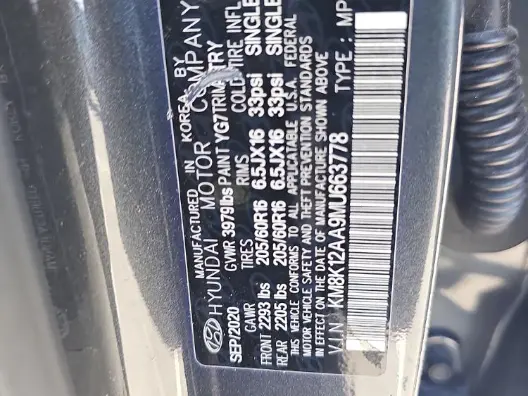 MANUFACTURED IN KOREA BY
HYUNDAI MOTOR COMPANY
SEP/2020 GVWR 3979lbs PAINT YG7 TRIM TRY
GAWR TIRES RIMS COLD TIRE INFL
FRONT 2293 lbs 205/60R16 6.5JX16 33psi SINGLE
REAR 2205 lbs 205/60R16 6.5JX16 33psi SINGLE
THIS VEHICLE CONFORMS TO ALL APPLICABLE U.S.A. FEDERAL
MOTOR VEHICLE SAFETY AND THEFT PREVENTION STANDARDS
IN EFFECT ON THE DATE OF MANUFACTURE SHOWN ABOVE
V.I.N : KM8K12AA9MU663778 TYPE: MP